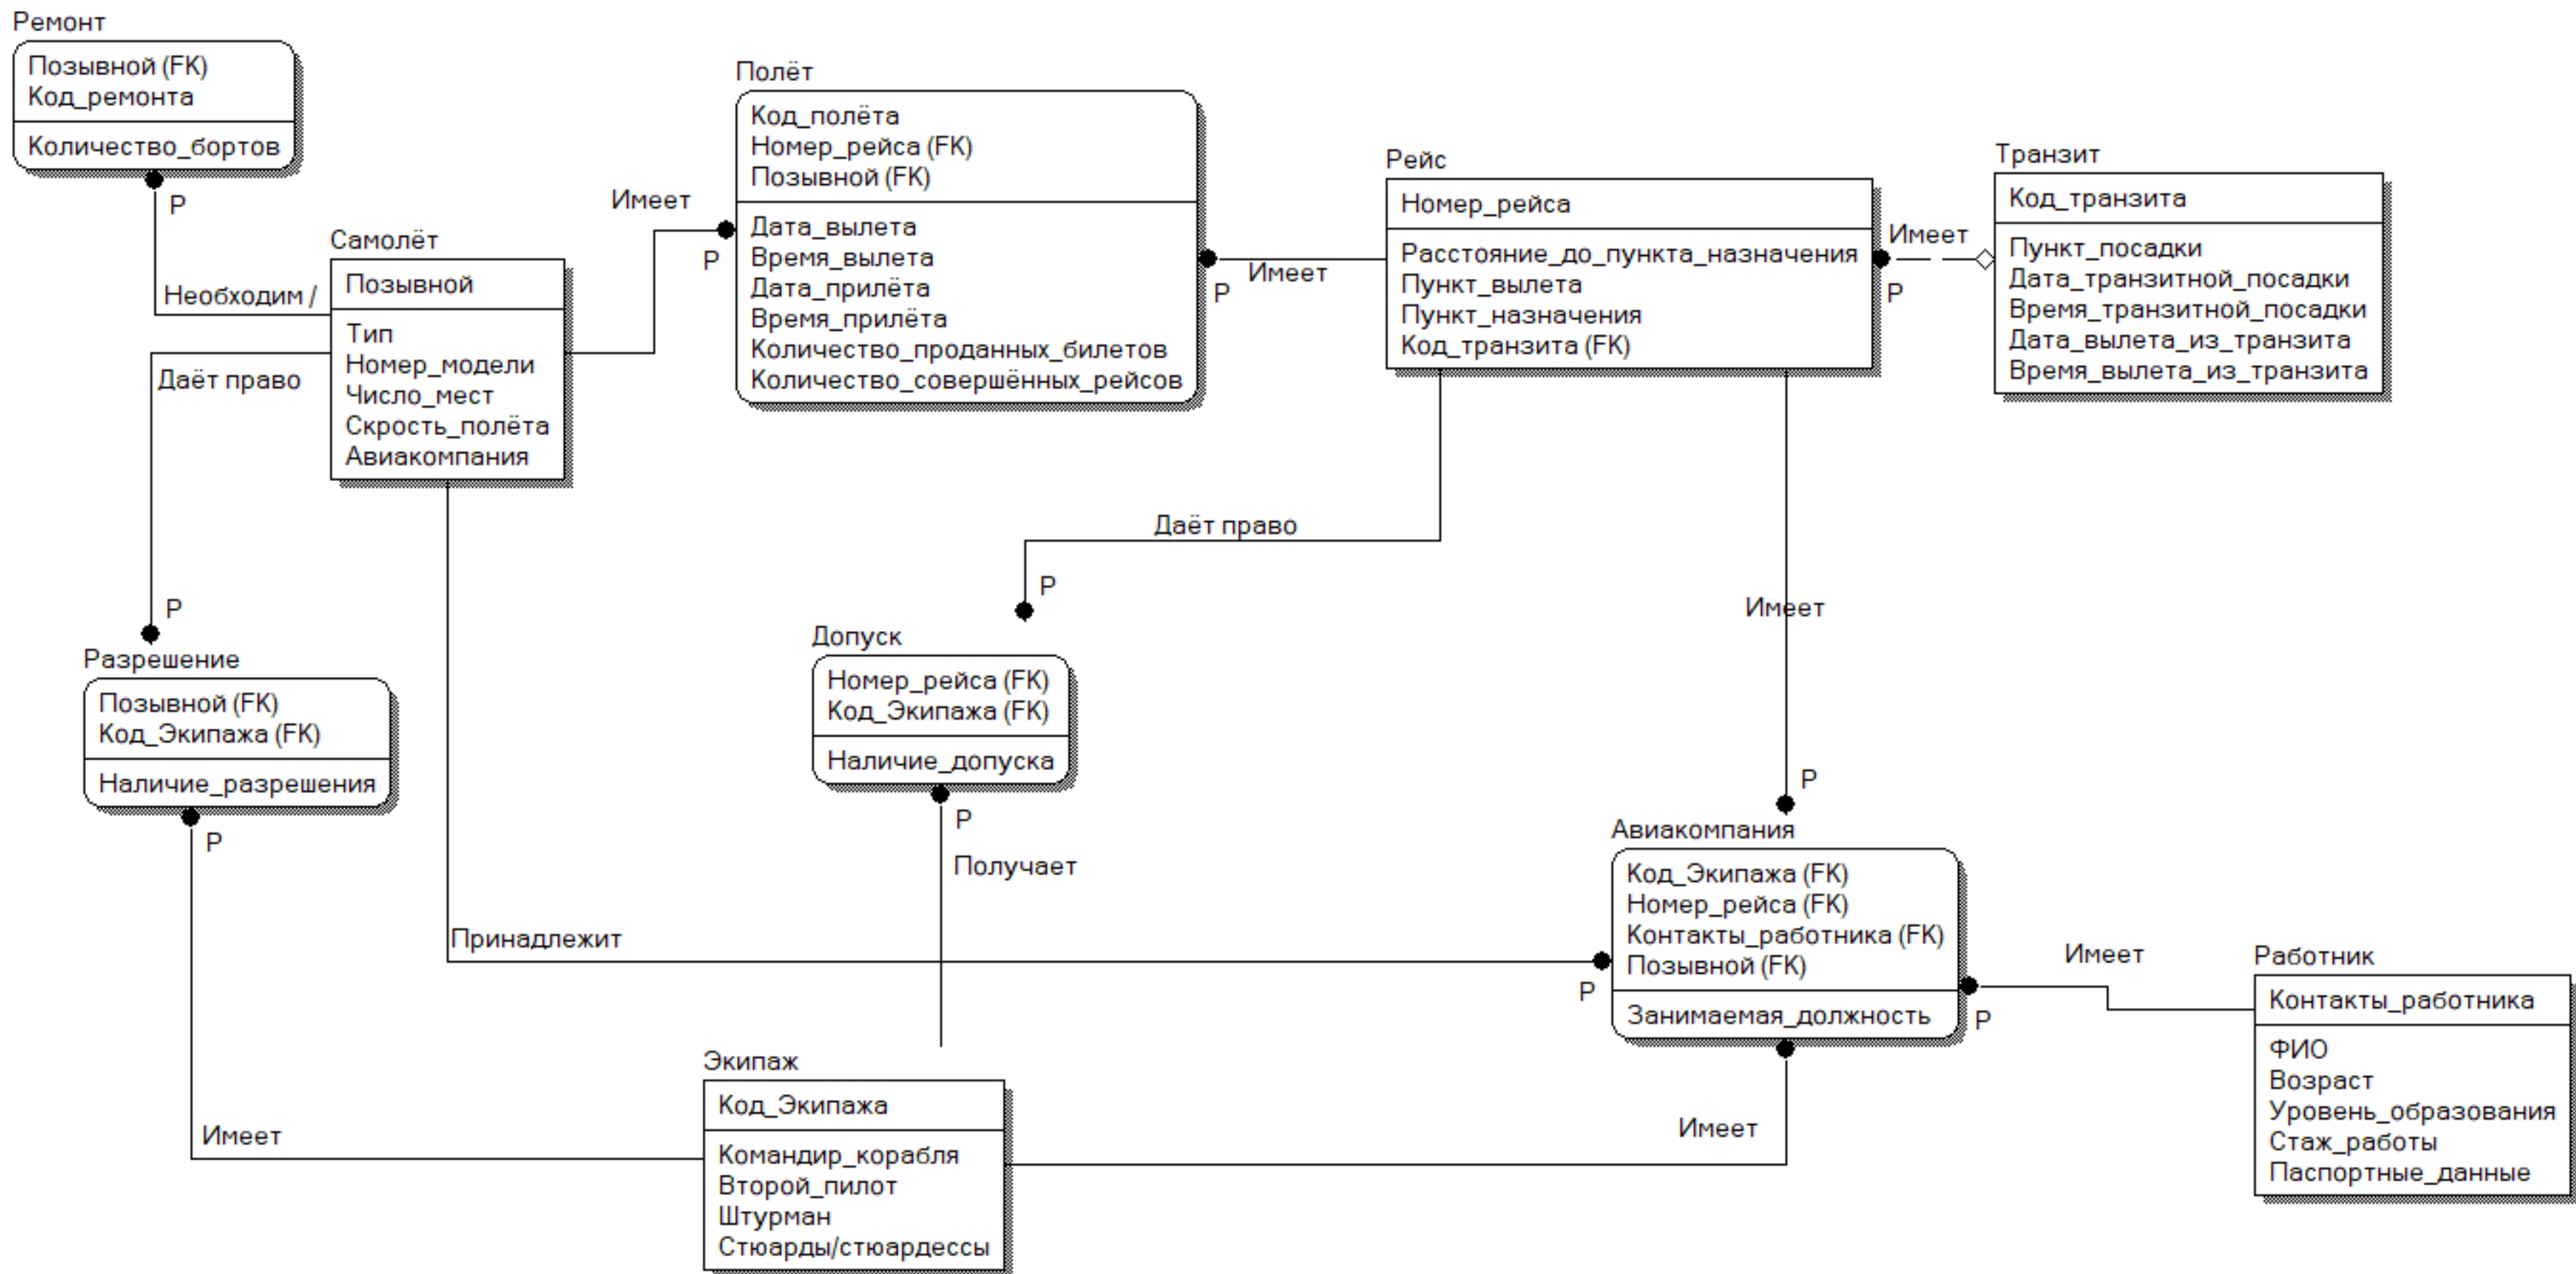 Ремонт
Позывной (FK)
Код_ремонта
Количество_бортов
P
Необходим /
Самолёт
Позывной
Тип
Номер_модели
Число_мест
Скрость_полёта
Авиакомпания
Имеет
P
Полёт
Код_полёта
Номер_рейса (FK)
Позывной (FK)
Дата_вылета
Время_вылета
Дата_прилёта
Время_прилёта
Количество_проданных_билетов
Количество_совершённых_рейсов
P
Имеет
Рейс
Номер_рейса
Расстояние_до_пункта_назначения
Пункт_вылета
Пункт_назначения
Код_транзита (FK)
Имеет
P
Транзит
Код_транзита
Пункт_посадки
Дата_транзитной_посадки
Время_транзитной_посадки
Дата_вылета_из_транзита
Время_вылета_из_транзита
Даёт право
P
Разрешение
Позывной (FK)
Код_Экипажа (FK)
Наличие_разрешения
P
Имеет
Даёт право
P
Допуск
Номер_рейса (FK)
Код_Экипажа (FK)
Наличие_допуска
P
Получает
Принадлежит
P
Имеет
P
Авиакомпания
Код_Экипажа (FK)
Номер_рейса (FK)
Контакты_работника (FK)
Позывной (FK)
Занимаемая_должность
Имеет
P
Работник
Контакты_работника
ФИО
Возраст
Уровень_образования
Стаж_работы
Паспортные_данные
Экипаж
Код_Экипажа
Командир_корабля
Второй_пилот
Штурман
Стюарды/стюардессы
Имеет